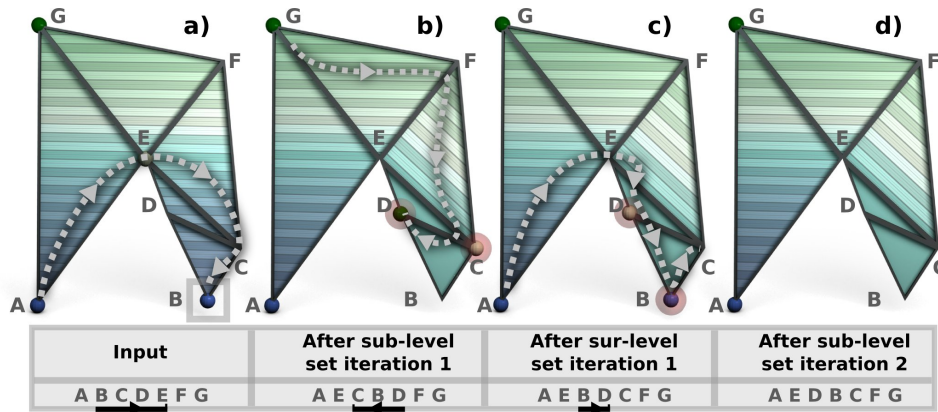 a)
b)
c)
d)
G
F
E
D
C
B
A
G
F
E
D
C
B
A
G
F
E
D
C
B
A
G
F
E
D
C
B
A
Input
After sub-level
set iteration 1
After sur-level
set iteration 1
After sub-level
set iteration 2
A B C D E F G
A E C B D F G
A E B D C F G
A E D B C F G